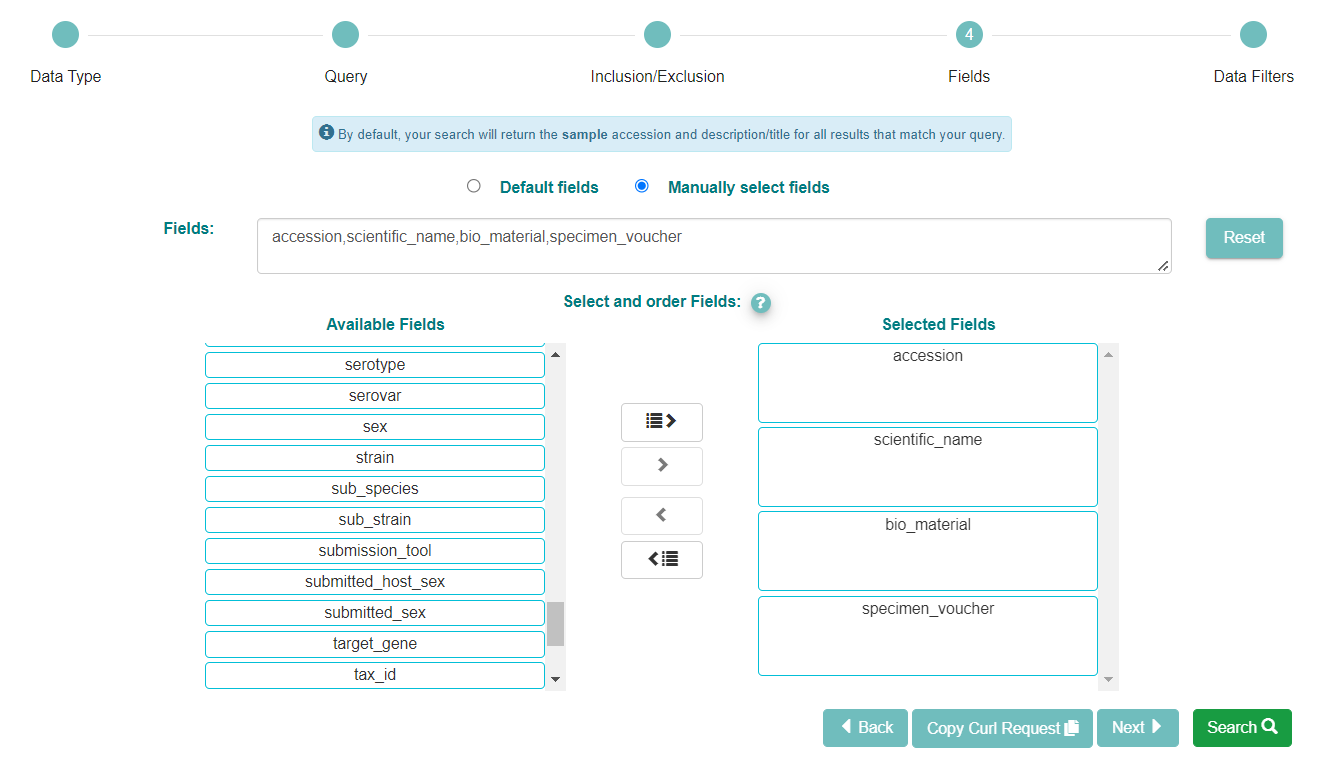 4
Data Type
Query
Inclusion/Exclusion
Fields
Data Filters
By default, your search will return the sample accession and description/title for all results that match your query.
Default fields
Manually select fields
Fields:
accession,scientific_name,bio_material,specimen_voucher
Reset
Select and order Fields: ?
Available Fields
serotype
serovar
sex
strain
sub_species
sub_strain
submission_tool
submitted_host_sex
submitted_sex
target_gene
tax_id
Selected Fields
accession
scientific_name
bio_material
specimen_voucher
Back
Copy Curl Request
Next
Search